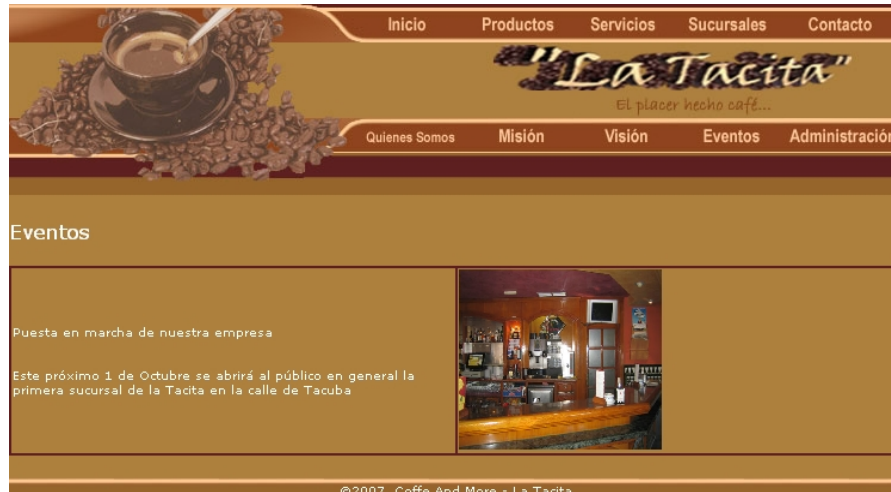 Inicio Productos Servicios Sucursales Contacto
"La Tacita"
El placer hecho café...
Quienes Somos Misión Visión Eventos Administración
Eventos
Puesta en marcha de nuestra empresa
Este próximo 1 de Octubre se abrirá al público en general la
primera sucursal de la Tacita en la calle de Tacuba
©2007 Coffe And More - La Tacita